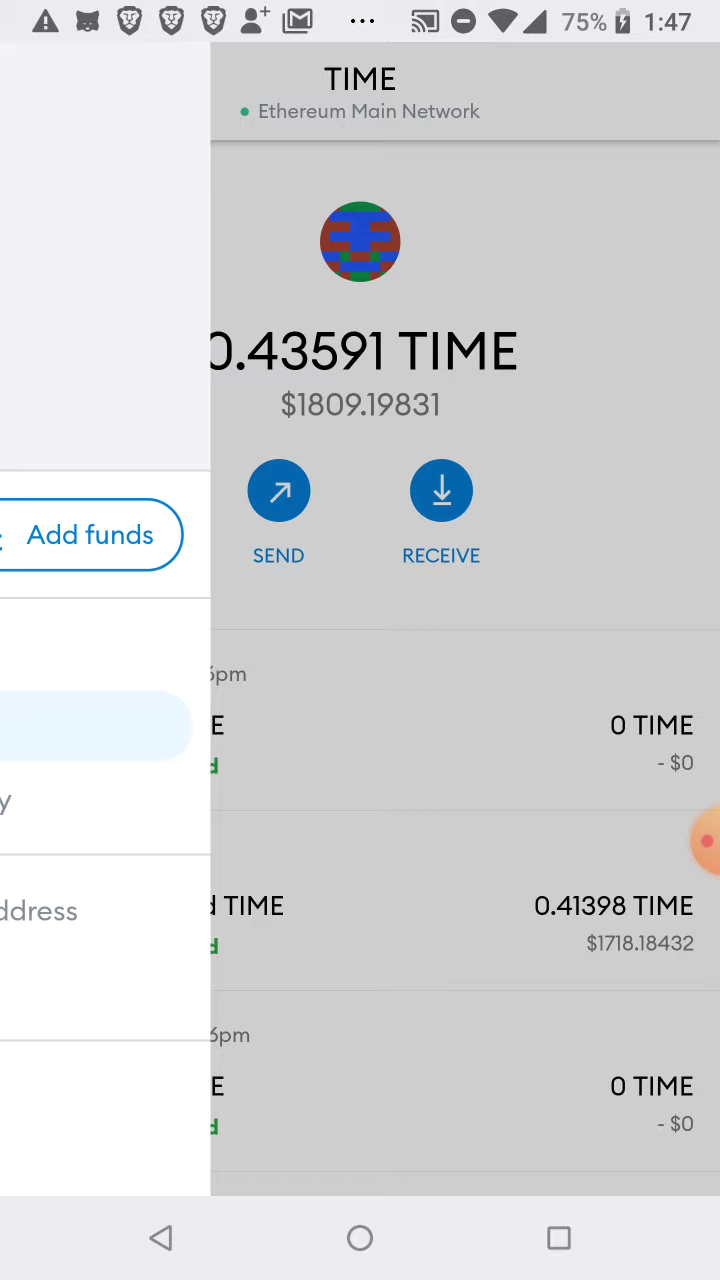 75% 1:47
TIME
Ethereum Main Network
0.43591 TIME
$1809.19831
Add funds
SEND
RECEIVE
pm
E
0 TIME
d
- $0
y
ddress
d TIME
0.41398 TIME
d
$1718.18432
6pm
E
0 TIME
d
- $0